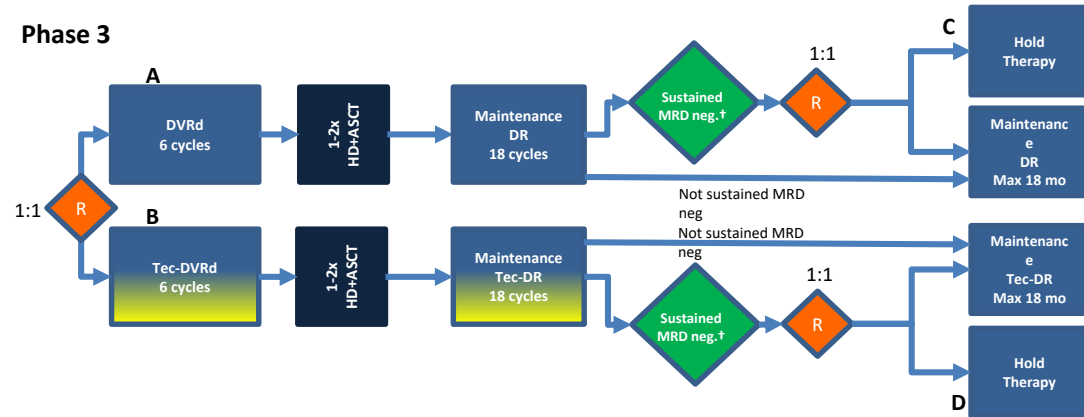 Phase 3
A
DVRd
6 cycles
1-2x
HD+ASCT
Maintenance
DR
18 cycles
Sustained
MRD neg.†
1:1
R
C
Hold
Therapy
Maintenanc
e
DR
Max 18 mo
Not sustained MRD
neg
1:1
R
B
Tec-DVRd
6 cycles
1-2x
HD+ASCT
Maintenance
Tec-DR
18 cycles
Not sustained MRD
neg
Sustained
MRD neg.†
1:1
R
Maintenanc
e
Tec-DR
Max 18 mo
Hold
Therapy
D